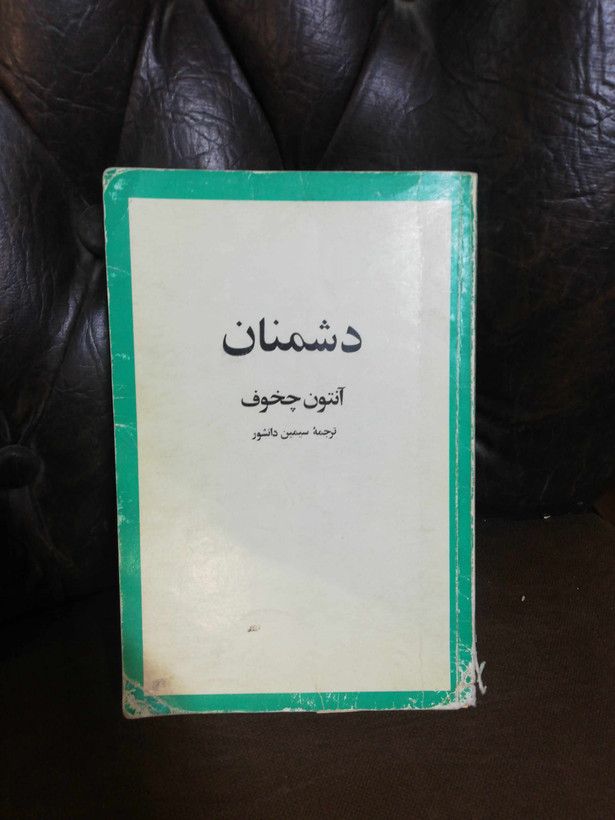 دشمنان
آنتون چخوف
ترجمهٔ سیمین دانشور